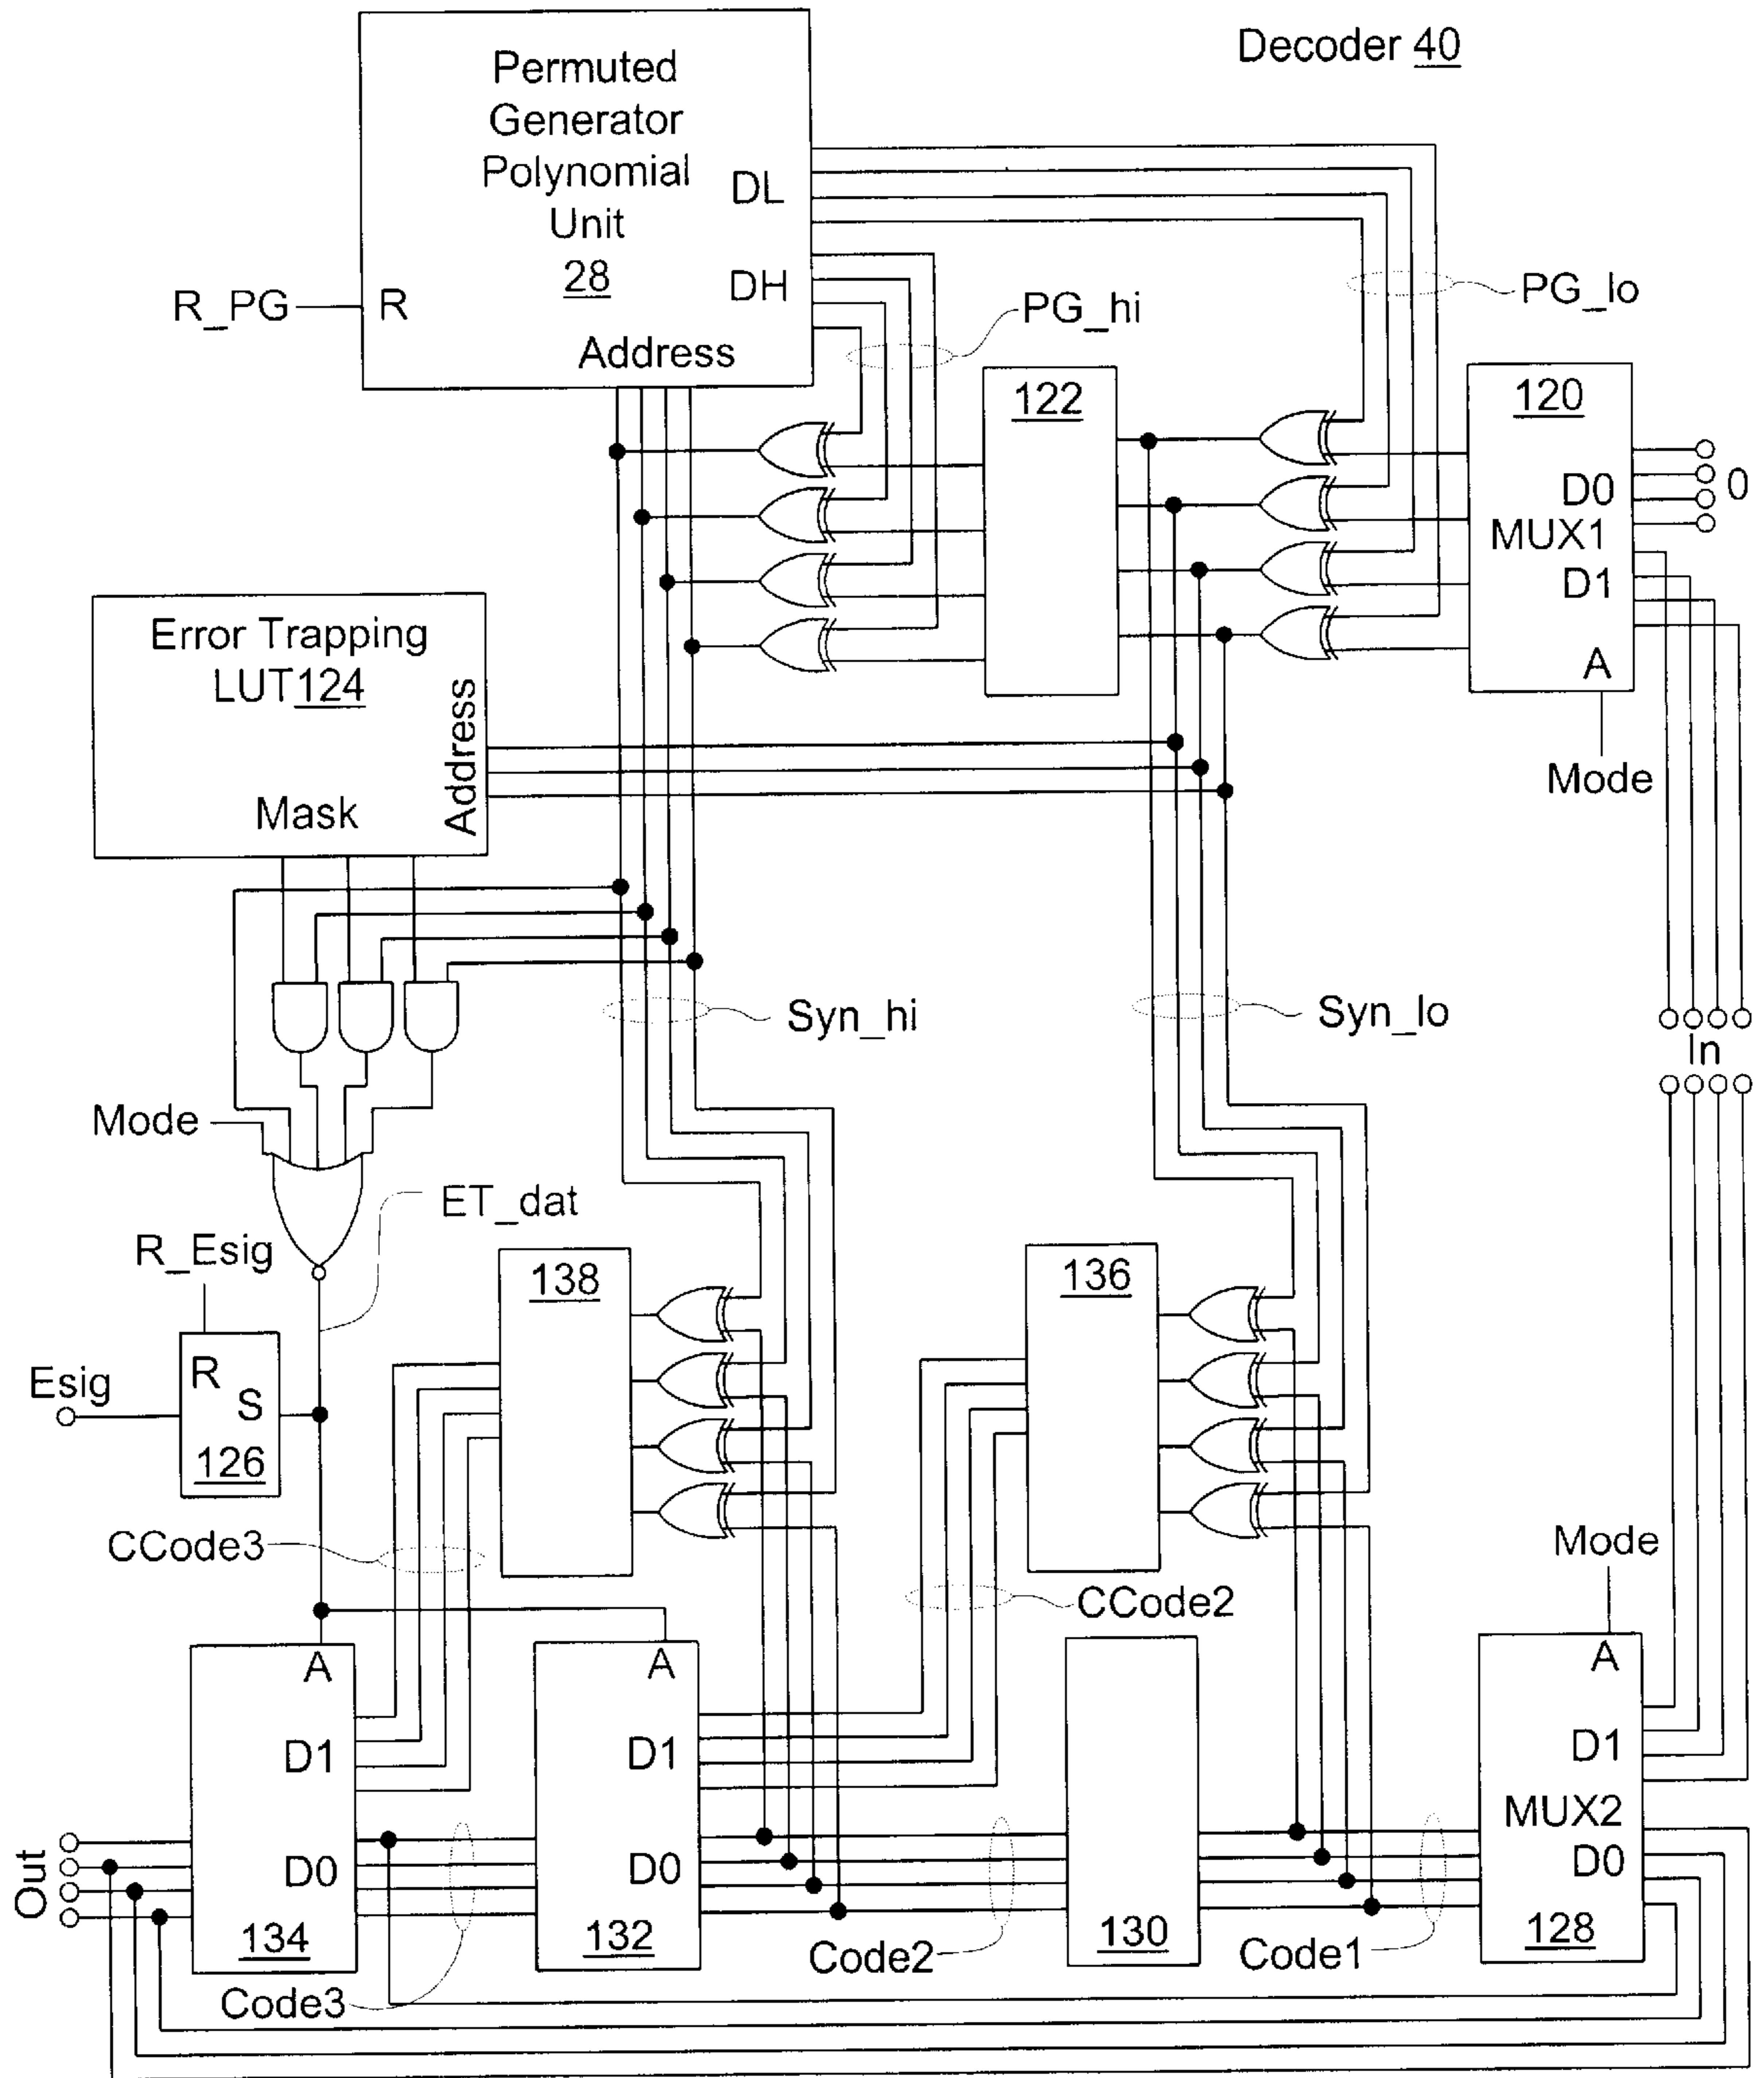 Decoder 40
Permuted
Generator
Polynomial
Unit
28
DL
DH
R_PG
R
Address
PG_hi
PG_lo
122
120
D0
0
MUX1
D1
A
Mode
Error Trapping
LUT124
Address
Mask
Syn_hi
Syn_lo
In
Mode
ET_dat
R_Esig
138
136
R
S
Esig
126
CCode3
CCode2
Mode
A
A
A
D1
D1
D1
MUX2
D0
D0
D0
Out
134
132
130
128
Code2
Code1
Code3